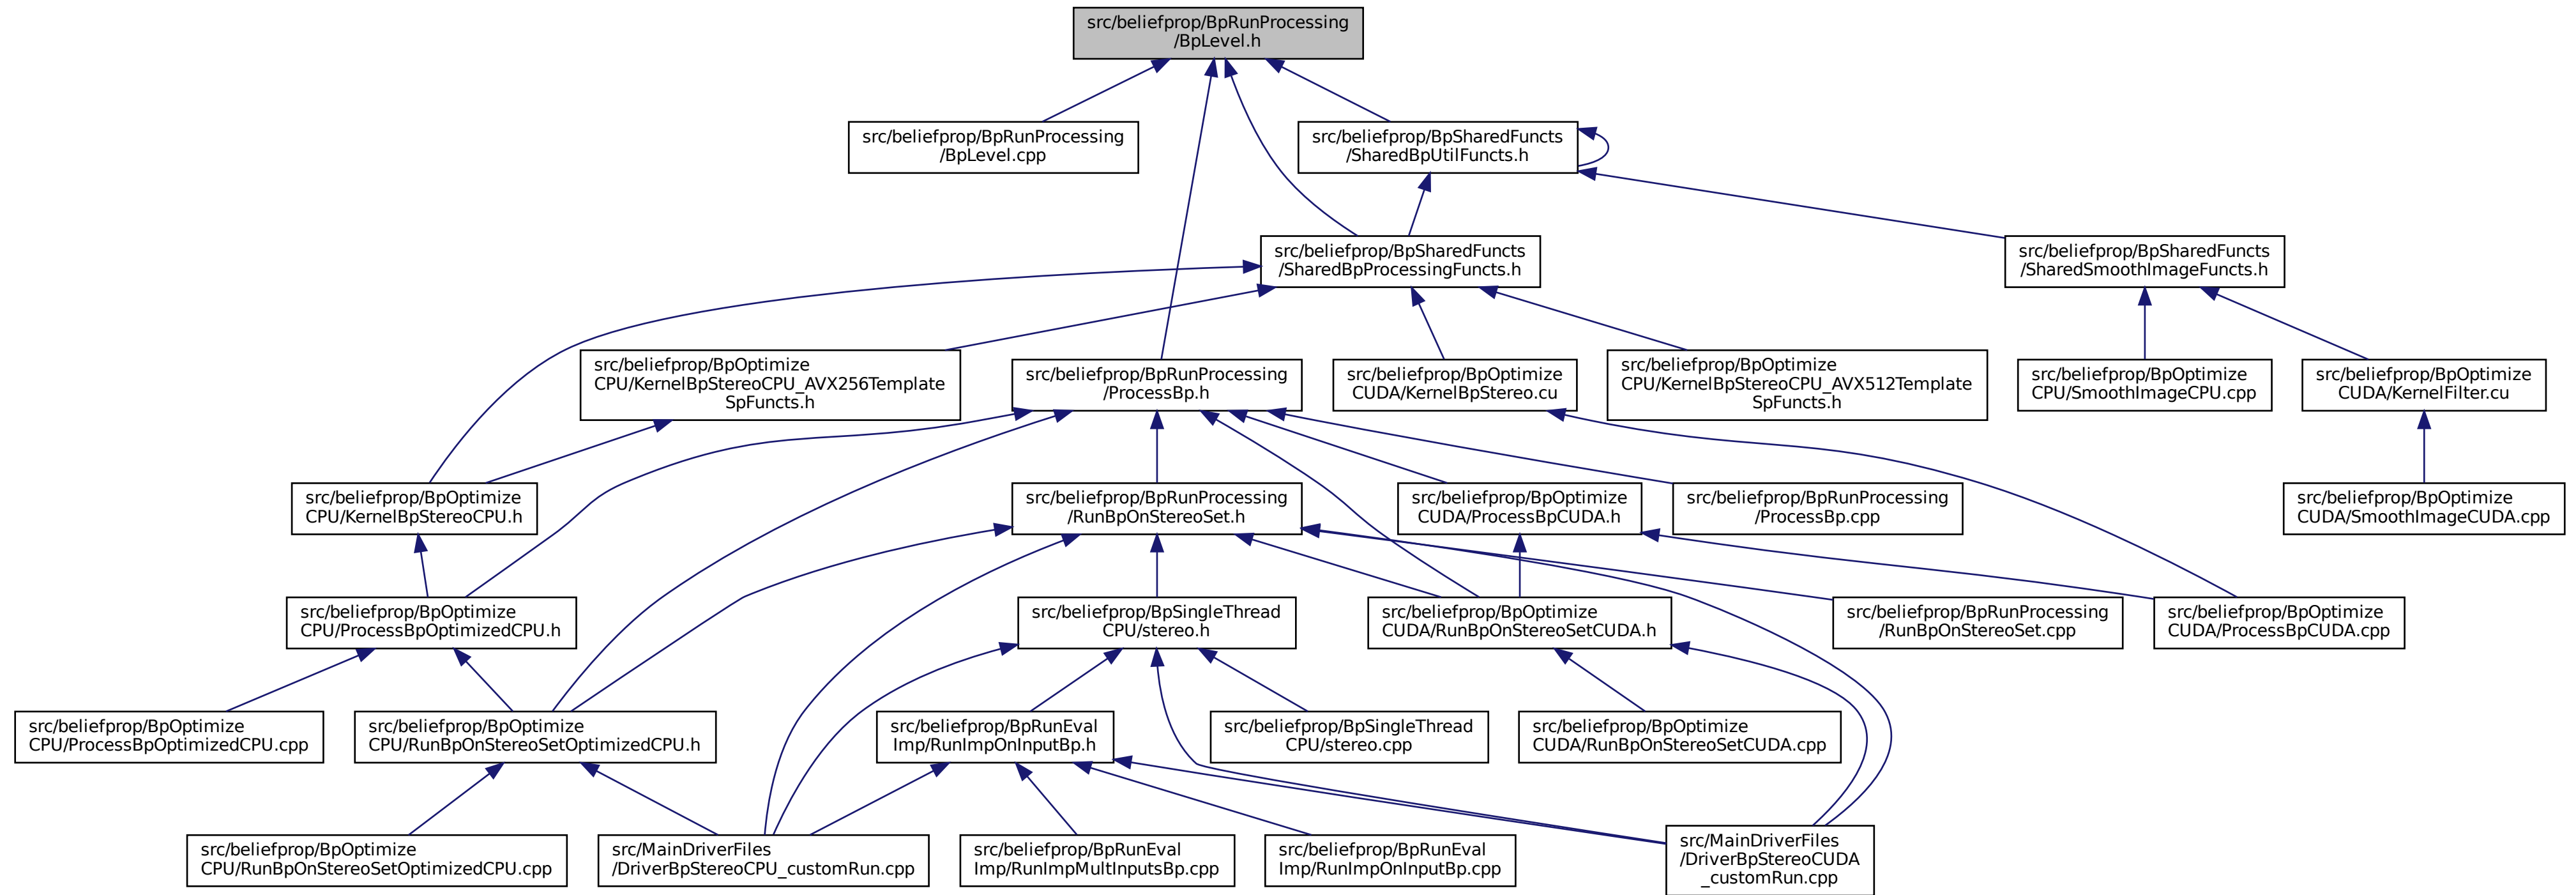 src/beliefprop/BpRunProcessing
/BpLevel.h
src/beliefprop/BpRunProcessing
/BpLevel.cpp
src/beliefprop/BpSharedFuncts
/SharedBpUtilFuncts.h
src/beliefprop/BpSharedFuncts
/SharedBpProcessingFuncts.h
src/beliefprop/BpSharedFuncts
/SharedSmoothImageFuncts.h
src/beliefprop/BpOptimize
CPU/KernelBpStereoCPU_AVX256Template
SpFuncts.h
src/beliefprop/BpRunProcessing
/ProcessBp.h
src/beliefprop/BpOptimize
CUDA/KernelBpStereo.cu
src/beliefprop/BpOptimize
CPU/KernelBpStereoCPU_AVX512Template
SpFuncts.h
src/beliefprop/BpOptimize
CPU/SmoothImageCPU.cpp
src/beliefprop/BpOptimize
CUDA/KernelFilter.cu
src/beliefprop/BpOptimize
CPU/KernelBpStereoCPU.h
src/beliefprop/BpRunProcessing
/RunBpOnStereoSet.h
src/beliefprop/BpOptimize
CUDA/ProcessBpCUDA.h
src/beliefprop/BpRunProcessing
/ProcessBp.cpp
src/beliefprop/BpOptimize
CUDA/SmoothImageCUDA.cpp
src/beliefprop/BpOptimize
CPU/ProcessBpOptimizedCPU.h
src/beliefprop/BpSingleThread
CPU/stereo.h
src/beliefprop/BpOptimize
CUDA/RunBpOnStereoSetCUDA.h
src/beliefprop/BpRunProcessing
/RunBpOnStereoSet.cpp
src/beliefprop/BpOptimize
CUDA/ProcessBpCUDA.cpp
src/beliefprop/BpOptimize
CPU/ProcessBpOptimizedCPU.cpp
src/beliefprop/BpOptimize
CPU/RunBpOnStereoSetOptimizedCPU.h
src/beliefprop/BpRunEval
Imp/RunImpOnInputBp.h
src/beliefprop/BpSingleThread
CPU/stereo.cpp
src/beliefprop/BpOptimize
CUDA/RunBpOnStereoSetCUDA.cpp
src/beliefprop/BpOptimize
CPU/RunBpOnStereoSetOptimizedCPU.cpp
src/MainDriverFiles
/DriverBpStereoCPU_customRun.cpp
src/beliefprop/BpRunEval
Imp/RunImpMultInputsBp.cpp
src/beliefprop/BpRunEval
Imp/RunImpOnInputBp.cpp
src/MainDriverFiles
/DriverBpStereoCUDA
_customRun.cpp